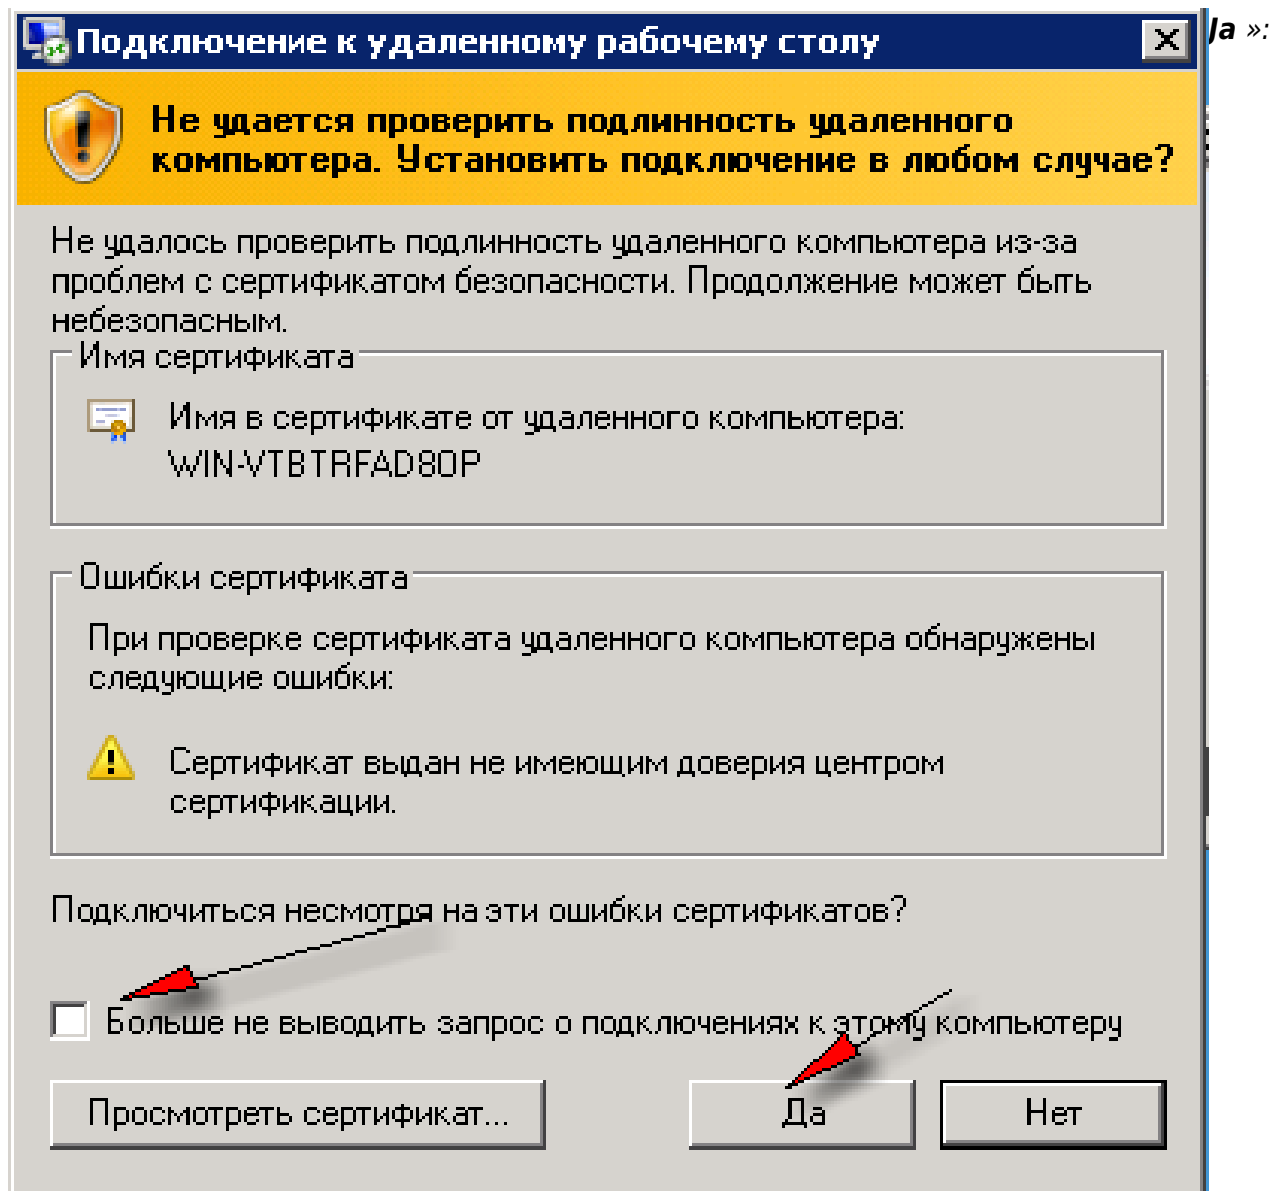 Подключение к удаленному рабочему столу
Ja »:
Не удается проверить подлинность удаленного
компьютера. Установить подключение в любом случае?
Не удалось проверить подлинность удаленного компьютера из-за
проблем с сертификатом безопасности. Продолжение может быть
небезопасным.
Имя сертификата
Имя в сертификате от удаленного компьютера:
WIN-VTBTRFAD8OP
Ошибки сертификата
При проверке сертификата удаленного компьютера обнаружены
следующие ошибки:
Сертификат выдан не имеющим доверия центром
сертификации.
Подключиться несмотря на эти ошибки сертификатов?
Больше не выводить запрос о подключениях к этому компьютеру
Просмотреть сертификат...
Да
Нет